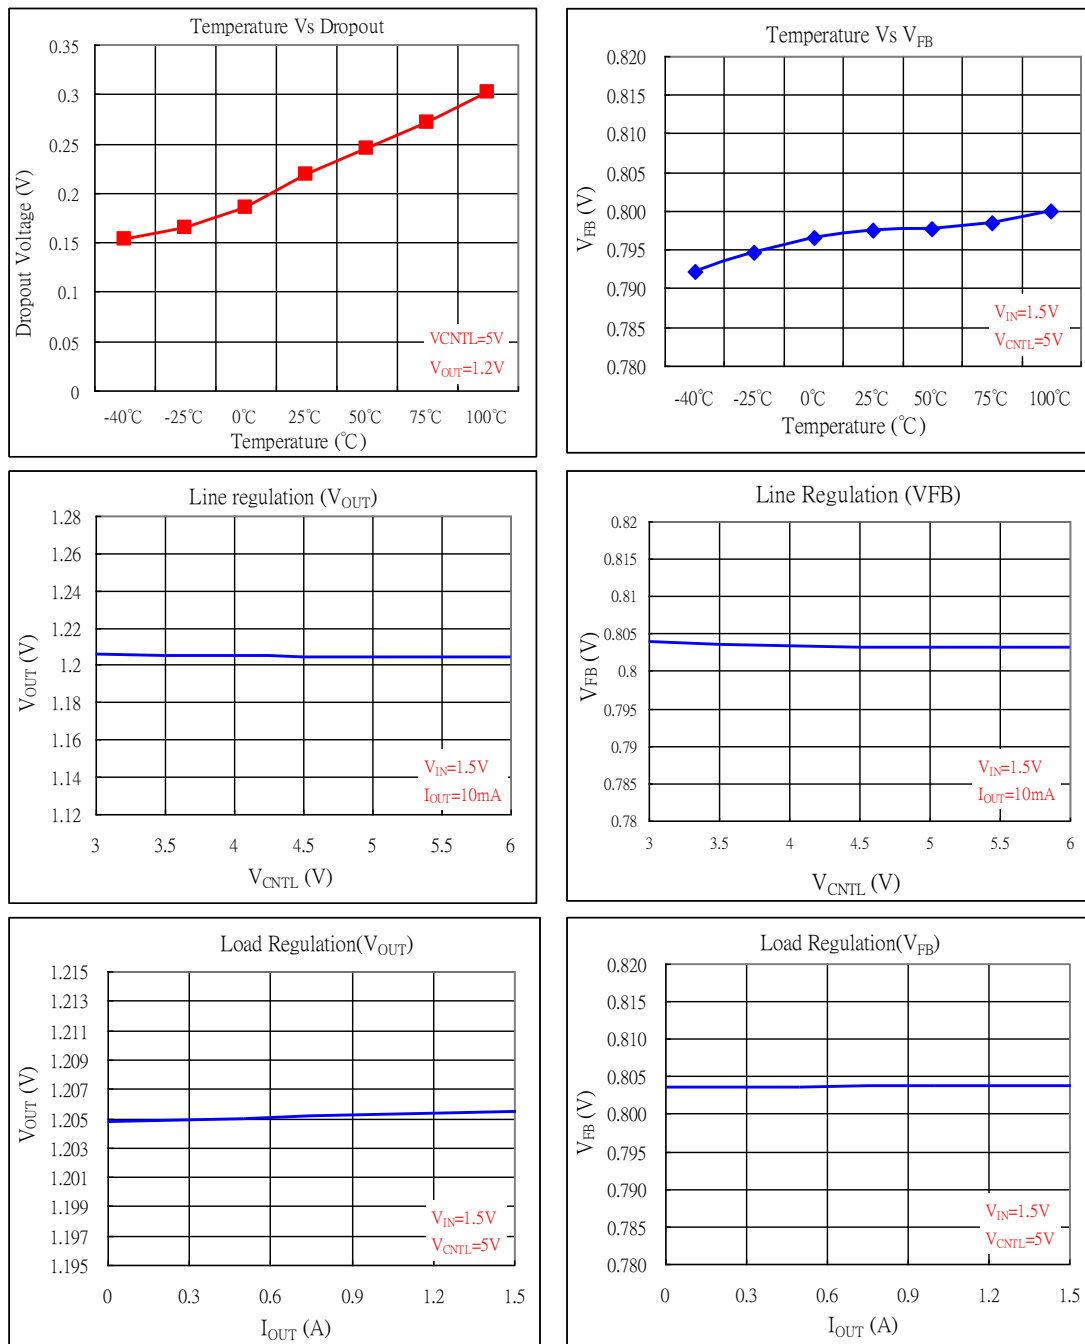 Temperature Vs Dropout
0.35
0.3
0.25
0.2
0.15
0.1
0.05
0
Dropout Voltage (V)
VCNTL=5V
VOUT=1.2V
-40℃ -25℃ 0℃ 25℃ 50℃ 75℃ 100℃
Temperature (℃)
Temperature Vs VFB
0.820
0.815
0.810
0.805
0.800
0.795
0.790
0.785
0.780
VFB (V)
VIN=1.5V
VCNTL=5V
-40℃ -25℃ 0℃ 25℃ 50℃ 75℃ 100℃
Temperature (℃)
Line regulation (VOUT)
1.28
1.26
1.24
1.22
1.2
1.18
1.16
1.14
1.12
VOUT (V)
VIN=1.5V
IOUT=10mA
3 3.5 4 4.5 5 5.5 6
VCNTL (V)
Line Regulation (VFB)
0.82
0.815
0.81
0.805
0.8
0.795
0.79
0.785
0.78
VFB (V)
VIN=1.5V
IOUT=10mA
3 3.5 4 4.5 5 5.5 6
VCNTL (V)
Load Regulation(VOUT)
1.215
1.213
1.211
1.209
1.207
1.205
1.203
1.201
1.199
1.197
1.195
VOUT (V)
VIN=1.5V
VCNTL=5V
0 0.3 0.6 0.9 1.2 1.5
IOUT (A)
Load Regulation(VFB)
0.820
0.815
0.810
0.805
0.800
0.795
0.790
0.785
0.780
VFB (V)
VIN=1.5V
VCNTL=5V
0 0.3 0.6 0.9 1.2 1.5
IOUT (A)